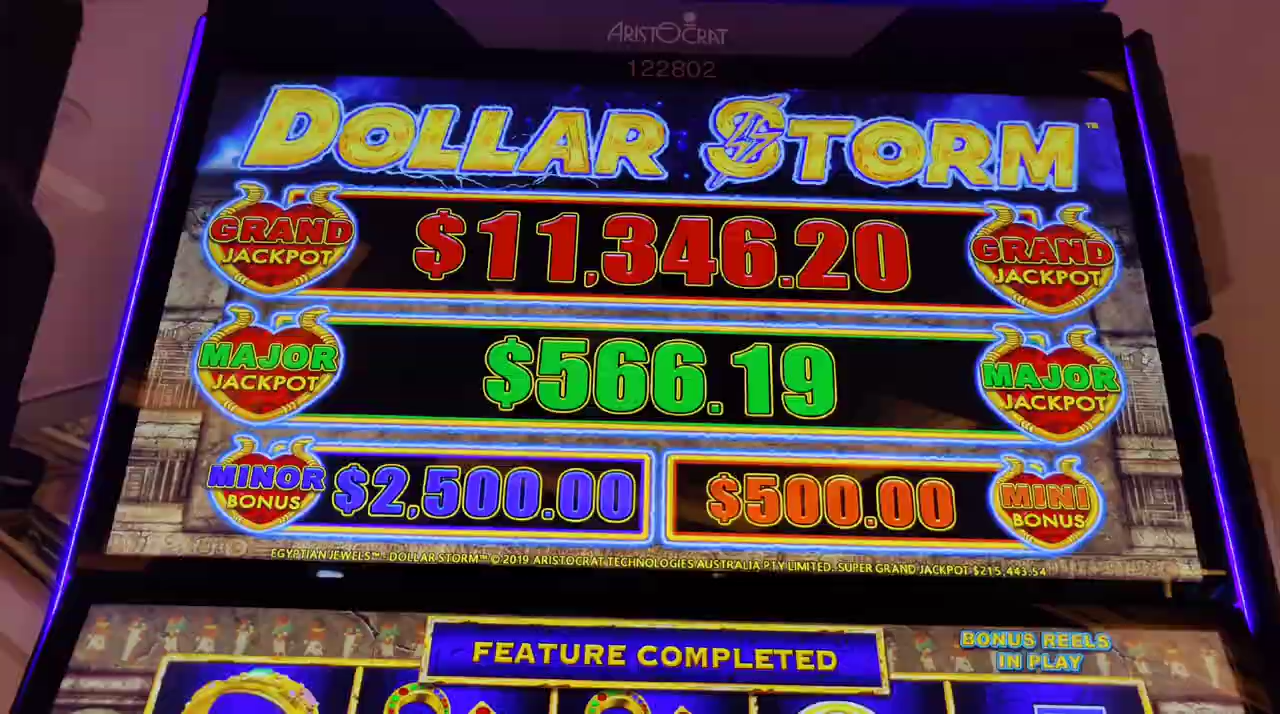 ARISTOCRAT
122802
DOLLAR STORM™
GRAND JACKPOT $11,346.20 GRAND JACKPOT
MAJOR JACKPOT $566.19 MAJOR JACKPOT
MINOR BONUS $2,500.00 $500.00 MINI BONUS
EGYPTIAN JEWELS™ - DOLLAR STORM™ © 2019 ARISTOCRAT TECHNOLOGIES AUSTRALIA PTY LIMITED. SUPER GRAND JACKPOT $215,443.54
FEATURE COMPLETED
BONUS REELS
IN PLAY